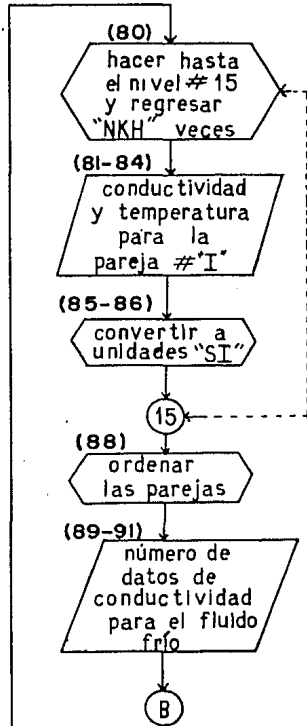 (80)
hacer hasta
el nivel # 15
y regresar
"NKH" veces
(81-84)
conductividad
y temperatura
para la
pareja #"I"
(85-86)
convertir a
unidades "SI"
15
(88)
ordenar
las parejas
(89-91)
número de
datos de
conductividad
para el fluido
frío
B